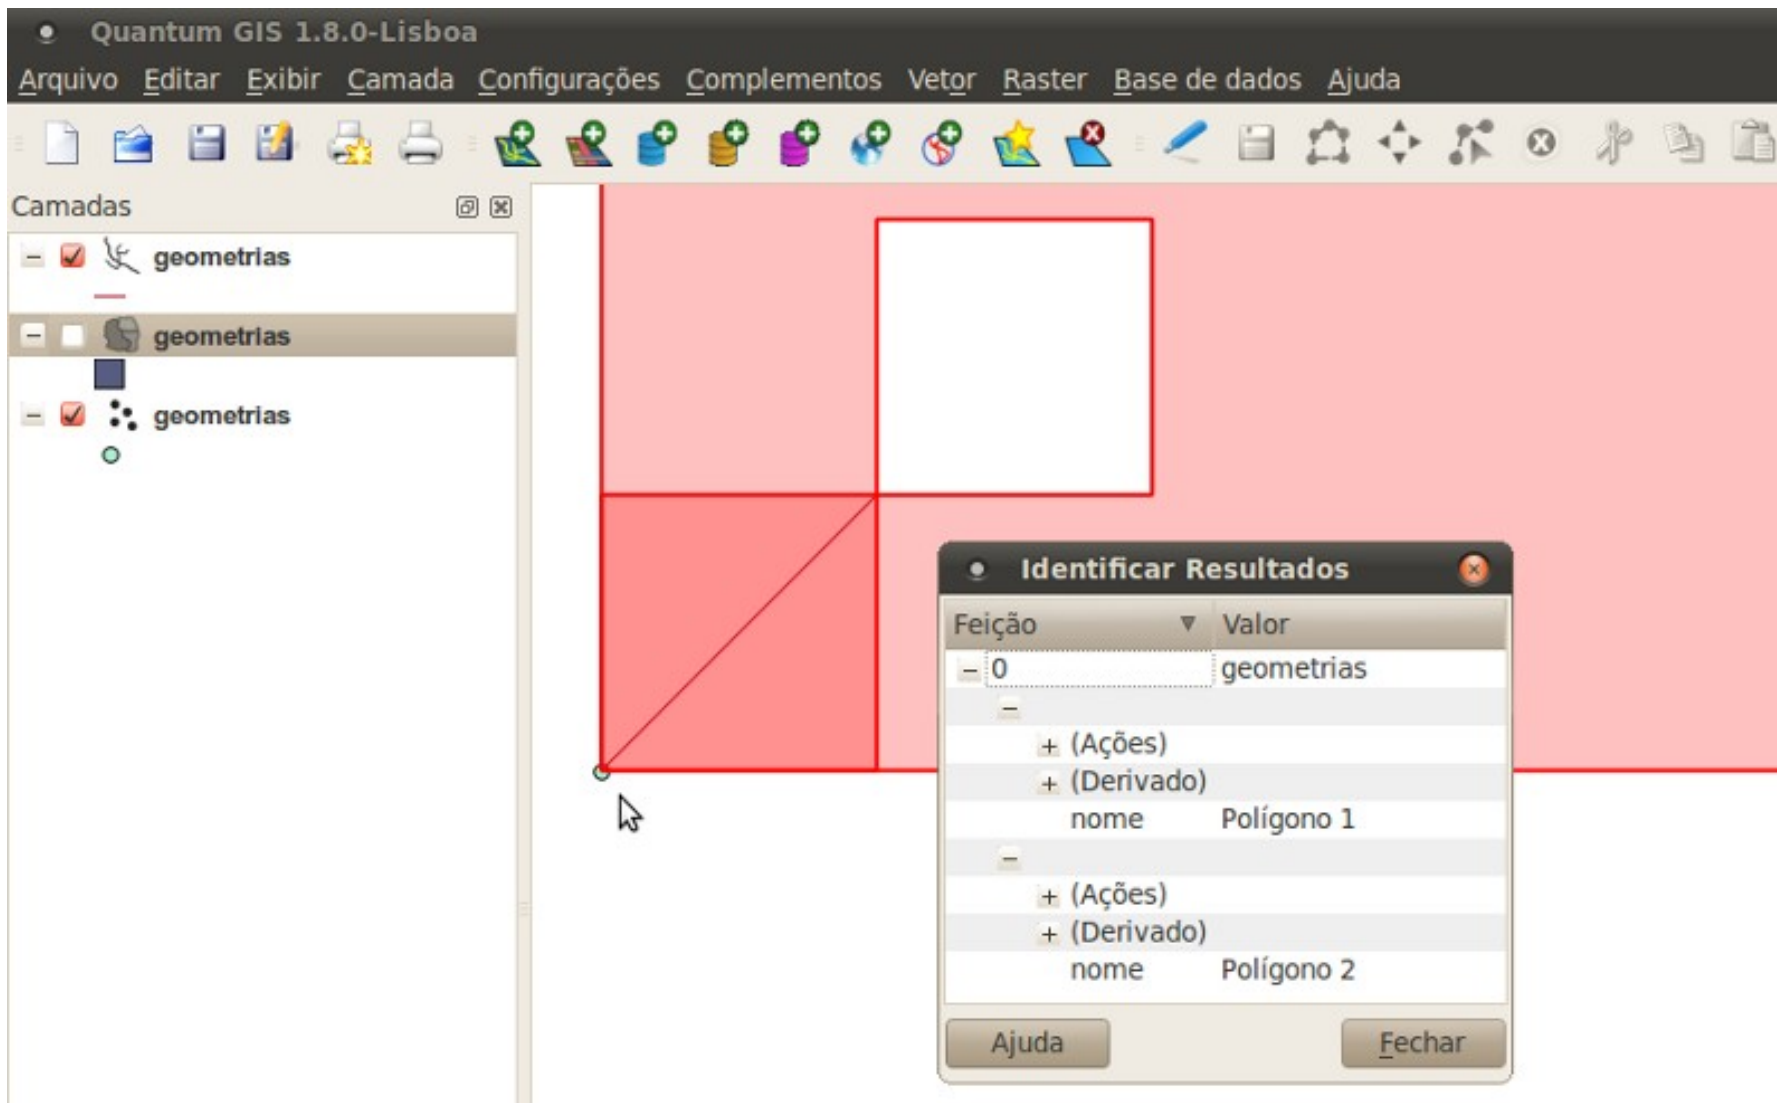 Quantum GIS 1.8.0-Lisboa
Arquivo Editar Exibir Camada Configurações Complementos Vetor Raster Base de dados Ajuda
Camadas
geometrias
geometrias
geometrias
Identificar Resultados
Feição Valor
0 geometrias
(Ações)
(Derivado)
nome Polígono 1
(Ações)
(Derivado)
nome Polígono 2
Ajuda Fechar